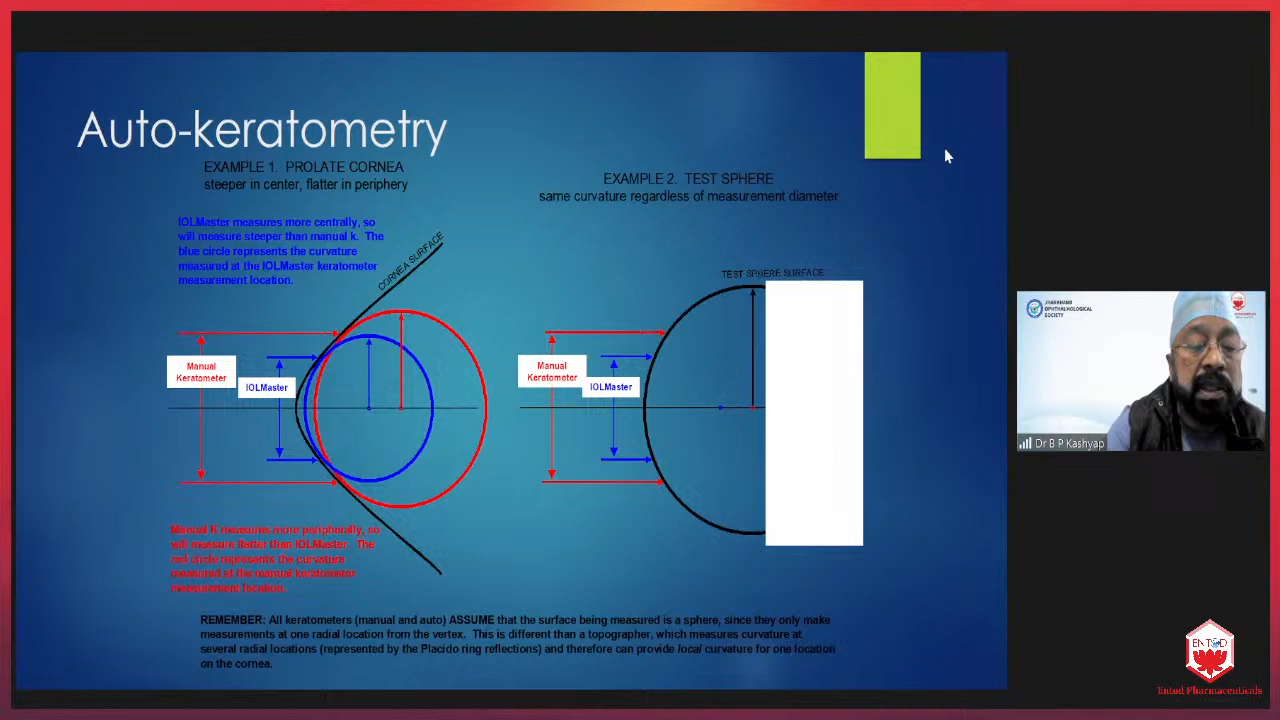 Auto-keratometry
EXAMPLE 1. PROLATE CORNEA
steeper in center, flatter in periphery
IOLMaster measures more centrally, so
will measure steeper than manual k. The
blue circle represents the curvature
measured at the IOLMaster keratometer
measurement location.
CORNEA SURFACE
Manual
Keratometer
IOLMaster
Manual K measures more peripherally, so
will measure flatter than IOLMaster. The
red circle represents the curvature
measured at the manual keratometer
measurement location.
EXAMPLE 2. TEST SPHERE
same curvature regardless of measurement diameter
TEST SPHERE SURFACE
Manual
Keratometer
IOLMaster
REMEMBER: All keratometers (manual and auto) ASSUME that the surface being measured is a sphere, since they only make
measurements at one radial location from the vertex. This is different than a topographer, which measures curvature at
several radial locations (represented by the Placido ring reflections) and therefore can provide local curvature for one location
on the cornea.
JHARKHAND
OPHTHALMOLOGICAL
SOCIETY
Dr B P Kashyap
ENTOD
Entod Pharmaceuticals